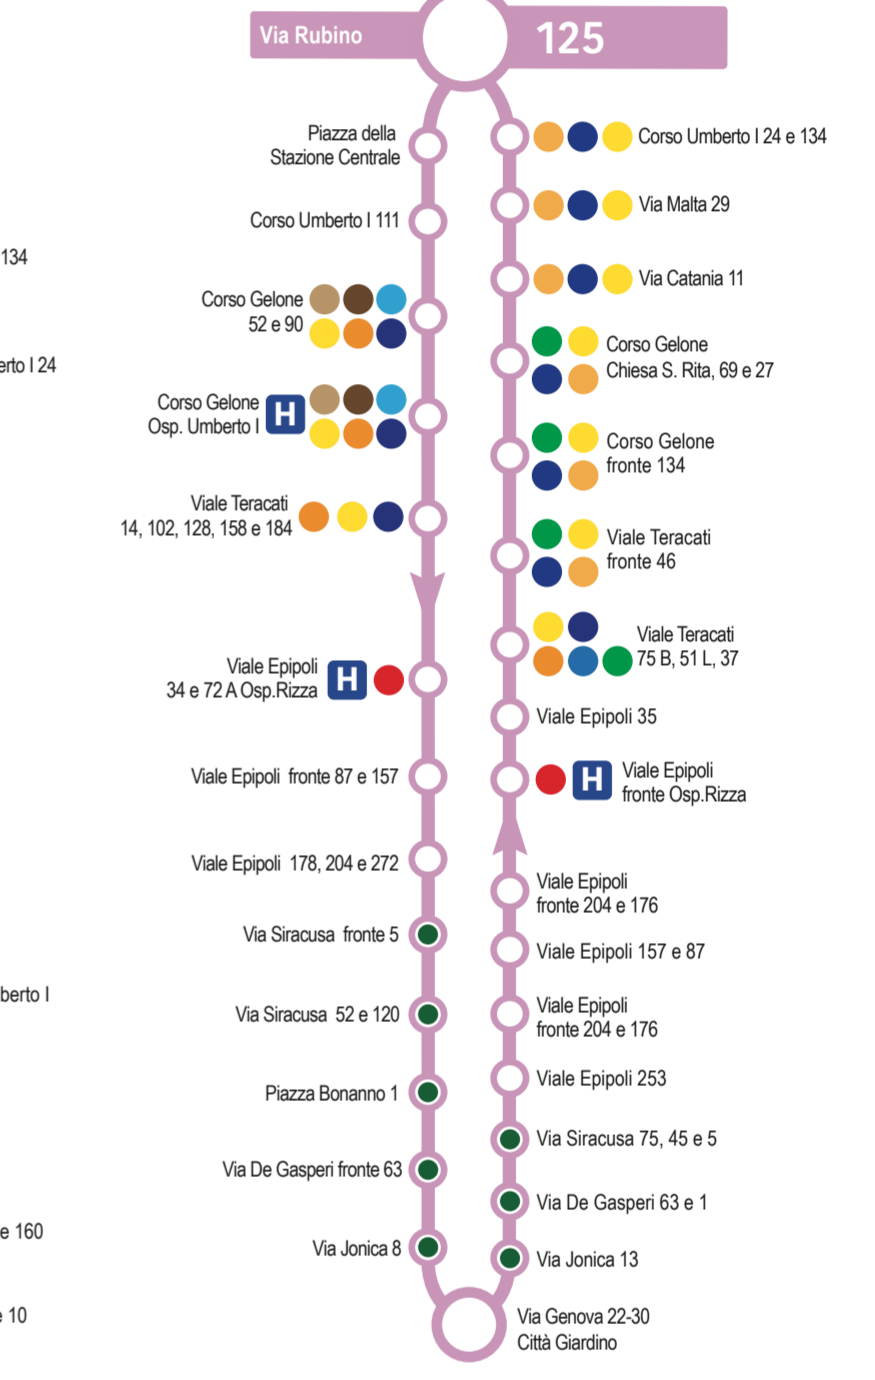 Via Rubino
125
Piazza della
Stazione Centrale
Corso Umberto I 111
Corso Gelone
52 e 90
Corso Gelone
Osp. Umberto I
H
Viale Teracati
14, 102, 128, 158 e 184
Viale Epipoli
34 e 72 A Osp.Rizza
H
Viale Epipoli fronte 87 e 157
Viale Epipoli 178, 204 e 272
Via Siracusa fronte 5
Via Siracusa 52 e 120
Piazza Bonanno 1
Via De Gasperi fronte 63
Via Jonica 8
Corso Umberto I 24 e 134
Via Malta 29
Via Catania 11
Corso Gelone
Chiesa S. Rita, 69 e 27
Corso Gelone
fronte 134
Viale Teracati
fronte 46
Viale Teracati
75 B, 51 L, 37
Viale Epipoli 35
H
Viale Epipoli
fronte Osp.Rizza
Viale Epipoli
fronte 204 e 176
Viale Epipoli 157 e 87
Viale Epipoli
fronte 204 e 176
Viale Epipoli 253
Via Siracusa 75, 45 e 5
Via De Gasperi 63 e 1
Via Jonica 13
Via Genova 22-30
Città Giardino
134
erto I 24
berto I
e 160
10